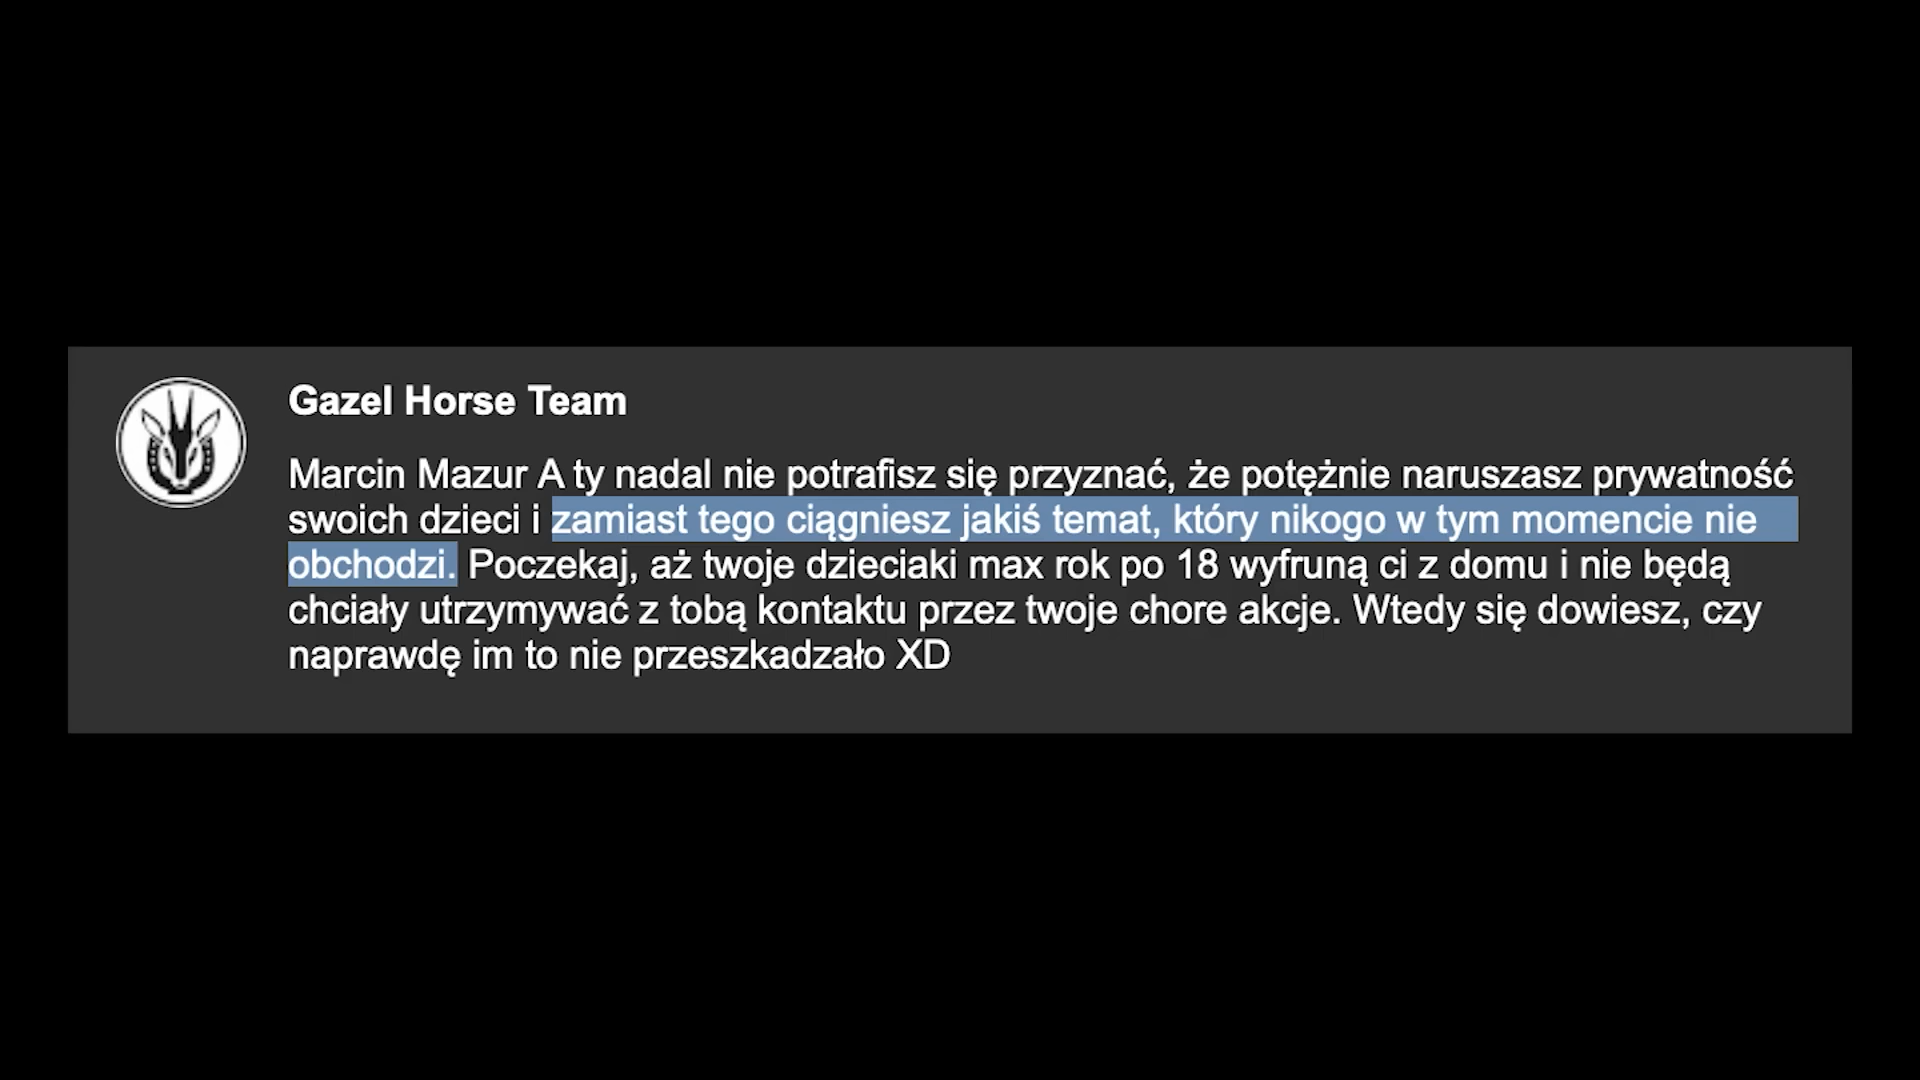 Gazel Horse Team
Marcin Mazur A ty nadal nie potrafisz się przyznać, że potężnie naruszasz prywatność
swoich dzieci i zamiast tego ciągniesz jakiś temat, który nikogo w tym momencie nie
obchodzi. Poczekaj, aż twoje dzieciaki max rok po 18 wyfruną ci z domu i nie będą
chciały utrzymywać z tobą kontaktu przez twoje chore akcje. Wtedy się dowiesz, czy
naprawdę im to nie przeszkadzało XD